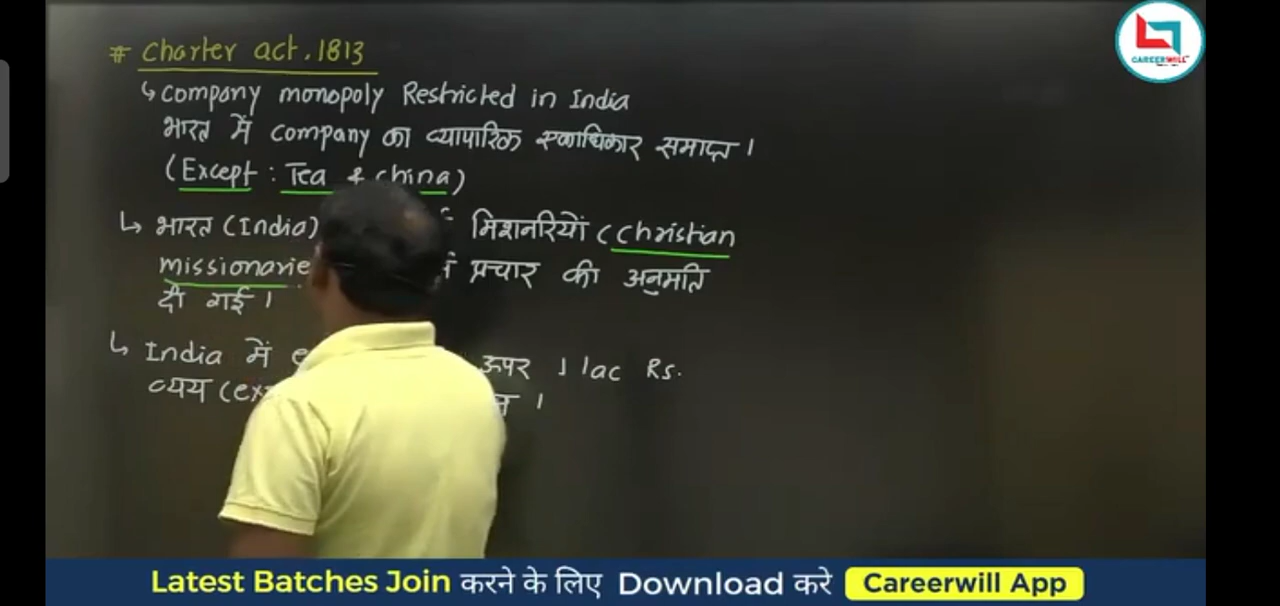 # Charter act. 1813
CAREERWILL
↳ company monopoly Restricted in India
भारत में company का व्यापारिक एकाधिकार समाप्त ।
(Except : Tea & china)
↳ भारत (India) मिशनरियों (christian
missionarie प्रचार की अनुमति
दी गई ।
↳ India में ऊपर 1 lac Rs.
व्यय ।
Latest Batches Join करने के लिए Download करे Careerwill App